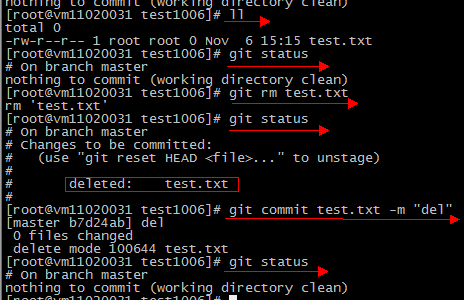 nothing to commit (working directory clean)
[root@vm11020031 test1006]# ll
total 0
-rw-r--r-- 1 root root 0 Nov  6 15:15 test.txt
[root@vm11020031 test1006]# git status
# On branch master
nothing to commit (working directory clean)
[root@vm11020031 test1006]# git rm test.txt
rm 'test.txt'
[root@vm11020031 test1006]# git status
# On branch master
# Changes to be committed:
#   (use "git reset HEAD <file>..." to unstage)
#
#       deleted:    test.txt
#
[root@vm11020031 test1006]# git commit test.txt -m "del"
[master b7d24ab] del
 0 files changed
 delete mode 100644 test.txt
[root@vm11020031 test1006]# git status
# On branch master
nothing to commit (working directory clean)
[root@vm11020031 test1006]#